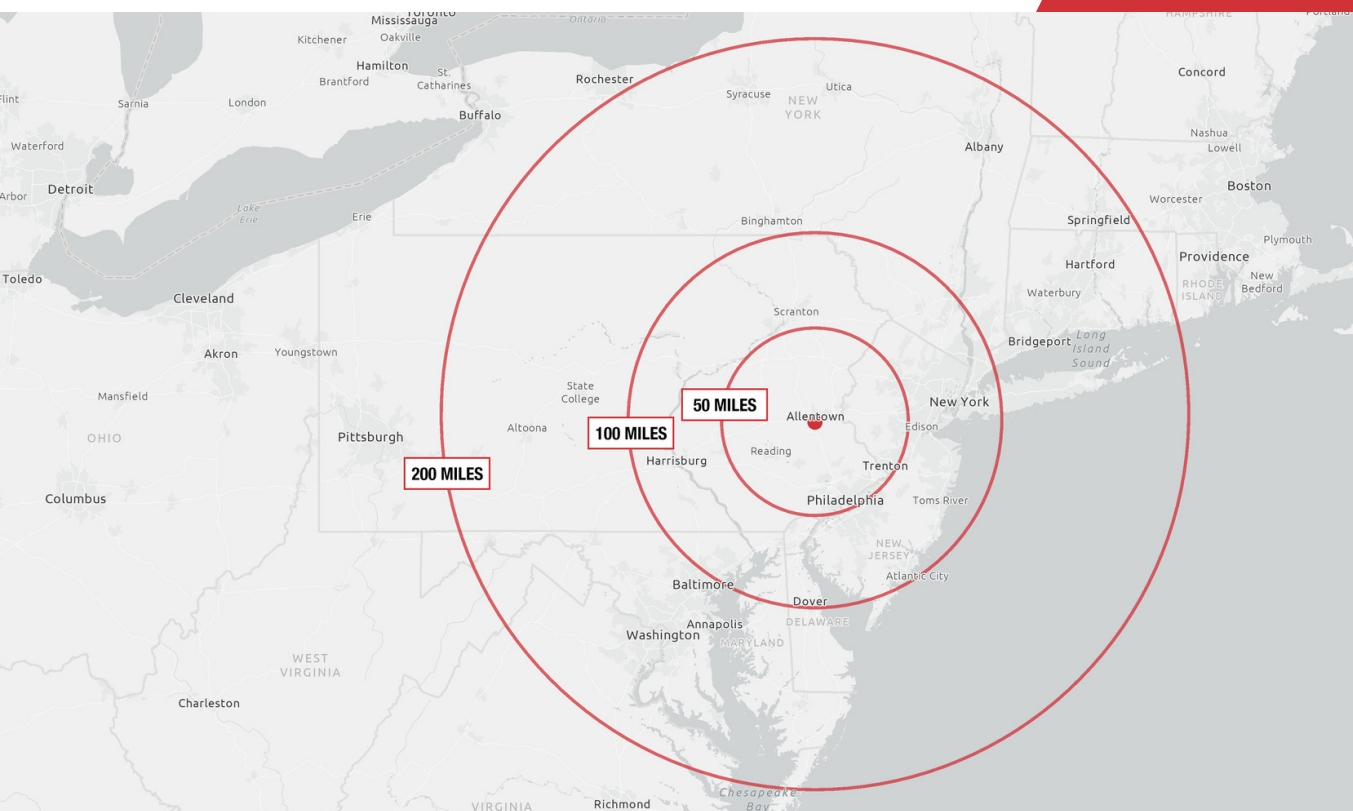 Toronto
Mississauga
Oakville
Kitchener
Hamilton
Brantford
St.
Catharines
Ontario
HAMPSHIRE
Portland
Flint
Sarnia
London
Rochester
Syracuse
Utica
NEW
YORK
Concord
Buffalo
Waterford
Albany
Nashua
Lowell
Detroit
Arbor
Boston
Worcester
Lake
Erie
Erie
Binghamton
Springfield
Plymouth
Toledo
Hartford
Providence
New
Bedford
RHODE
ISLAND
Waterbury
Cleveland
Scranton
Akron
Youngstown
Bridgeport
Long
Island
Sound
State
College
Mansfield
50 MILES
Allentown
New York
OHIO
Pittsburgh
Altoona
100 MILES
Edison
Reading
Harrisburg
Trenton
200 MILES
Columbus
Philadelphia
Toms River
NEW
JERSEY
Baltimore
Atlantic City
Dover
Annapolis
DELAWARE
Washington
MARYLAND
WEST
VIRGINIA
Charleston
Chesapeake
Bay
VIRGINIA
Richmond